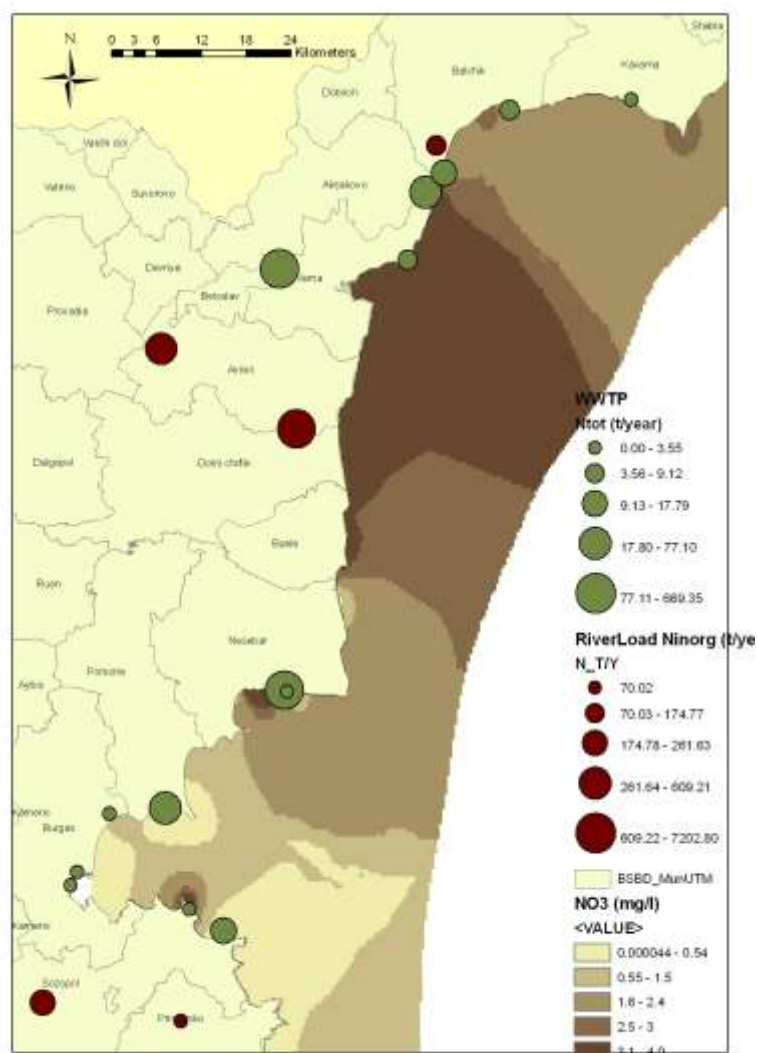 N
0 3 6 12 18 24
Kilometers
Shabla
Kavarna
Balchik
Dobrich
Valchi dol
Vetrino
Suvorovo
Aksakovo
Devnya
Beloslav
Provadia
Avren
Dalgopol
Dolni chiflik
Byala
Ruen
Nesebar
Pomorie
Aytos
Kameno
Burgas
Kameno
Sozopol
WWTP
Ntot (t/year)
0.00 - 3.55
3.56 - 9.12
9.13 - 17.79
17.80 - 77.10
77.11 - 669.35
RiverLoad Ninorg (t/ye
N_T/Y
70.02
70.03 - 174.77
174.78 - 261.63
261.64 - 609.21
609.22 - 7202.80
BSBD_MunUTM
NO3 (mg/l)
<VALUE>
0.000044 - 0.54
0.55 - 1.5
1.6 - 2.4
2.5 - 3